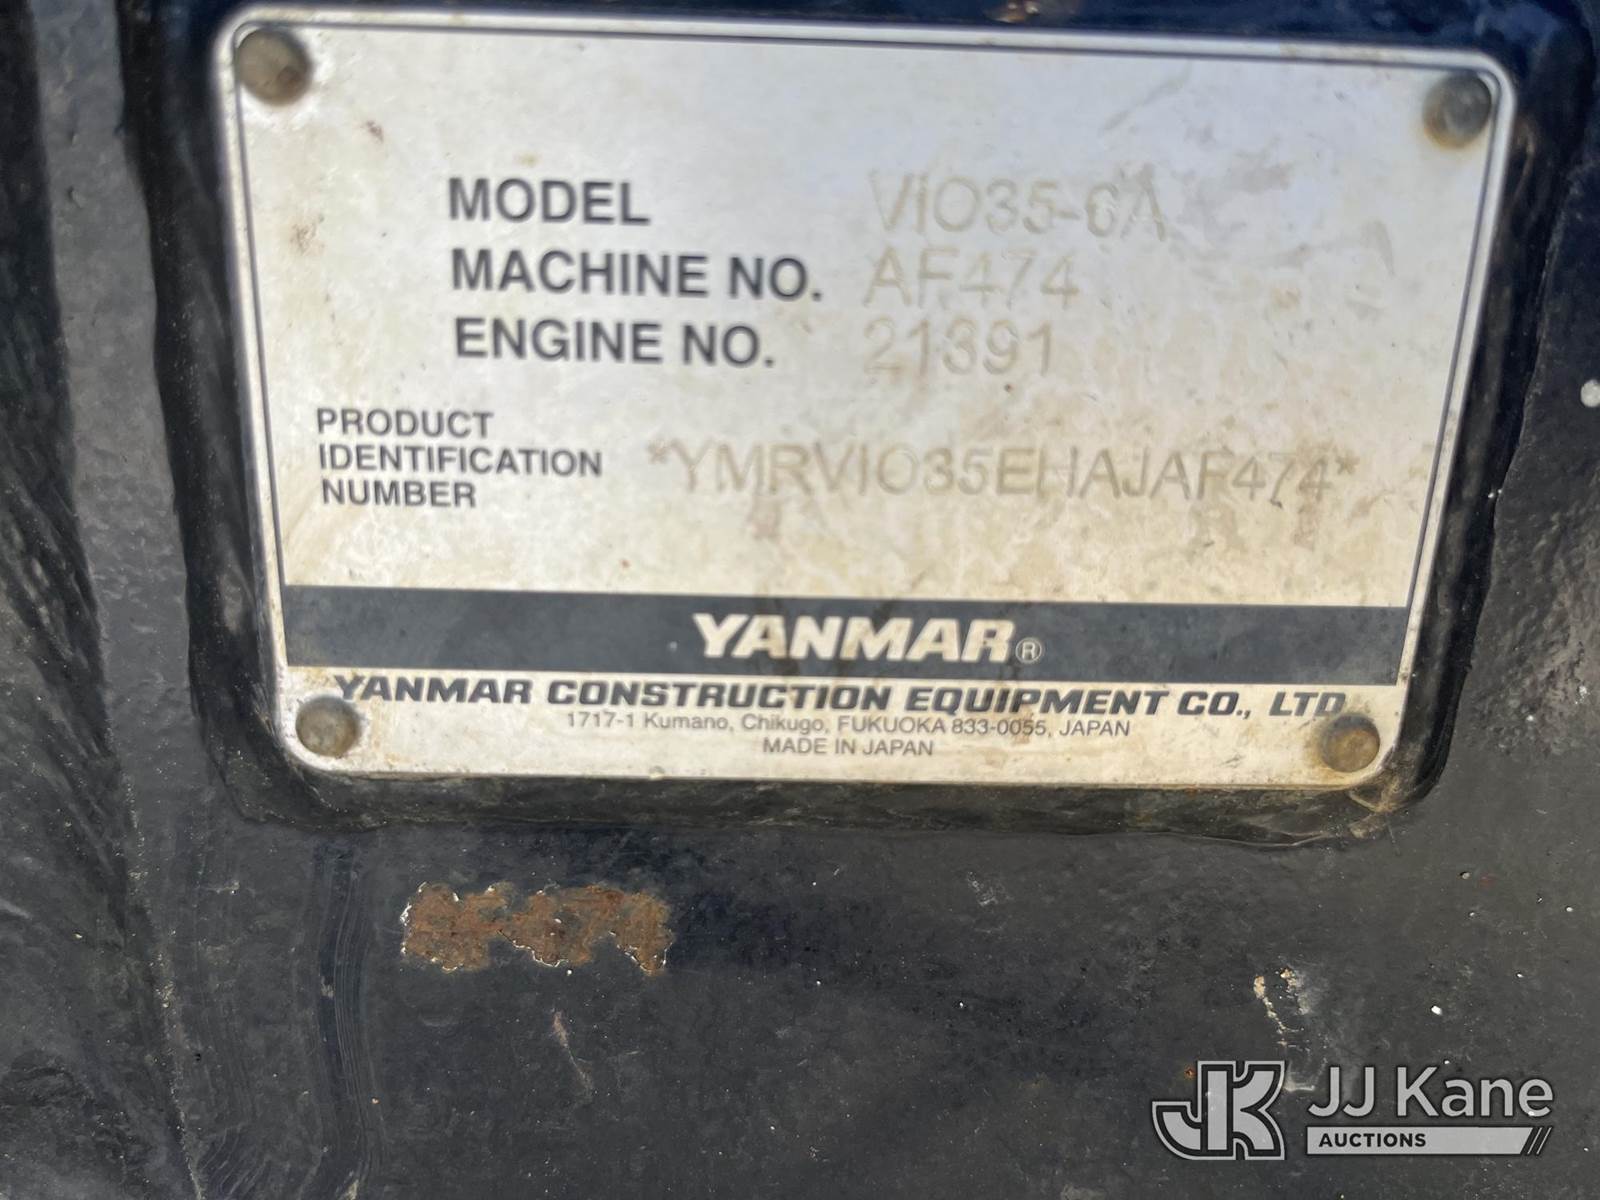 MODEL VIO35-6A
MACHINE NO. AF474
ENGINE NO. 21391
PRODUCT
IDENTIFICATION
NUMBER
*YMRVIO35EHAJAF474*
YANMAR®
YANMAR CONSTRUCTION EQUIPMENT CO., LTD.
1717-1 Kumano, Chikugo, FUKUOKA 833-0055, JAPAN
MADE IN JAPAN
JK JJ Kane
AUCTIONS